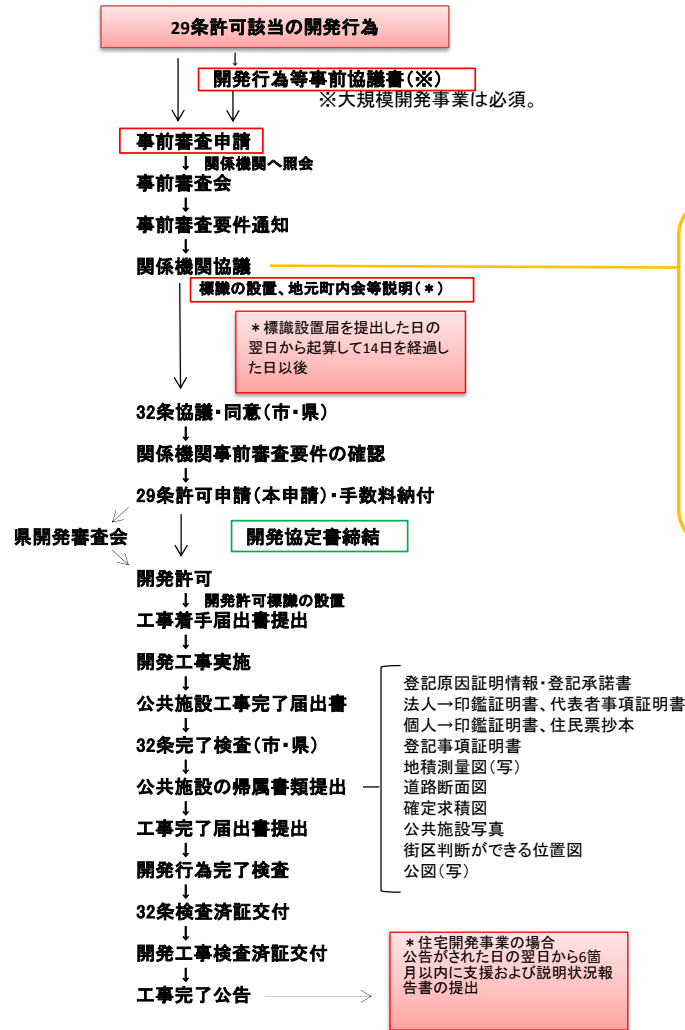 29条許可該当の開発行為
↓
開発行為等事前協議書(※)
※大規模開発事業は必須。
事前審査申請
↓ 関係機関へ照会
事前審査会
↓
事前審査要件通知
↓
関係機関協議
標識の設置、地元町内会等説明(*)
*標識設置届を提出した日の
翌日から起算して14日を経過し
た日以後
32条協議・同意(市・県)
↓
関係機関事前審査要件の確認
↓
29条許可申請(本申請)・手数料納付
県開発審査会
開発協定書締結
開発許可
↓ 開発許可標識の設置
工事着手届出書提出
↓
開発工事実施
↓
公共施設工事完了届出書
↓
32条完了検査(市・県)
↓
公共施設の帰属書類提出
↓
工事完了届出書提出
↓
開発行為完了検査
↓
32条検査済証交付
↓
開発工事検査済証交付
↓
工事完了公告
登記原因証明情報・登記承諾書
法人→印鑑証明書、代表者事項証明書
個人→印鑑証明書、住民票抄本
登記事項証明書
地積測量図(写)
道路断面図
確定求積図
公共施設写真
街区判断ができる位置図
公図(写)
*住宅開発事業の場合
公告がされた日の翌日から6箇
月以内に支援および説明状況報
告書の提出